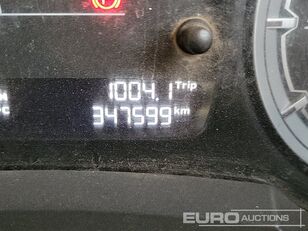 1004.1 Trip
347599 km
EURO
AUCTIONS